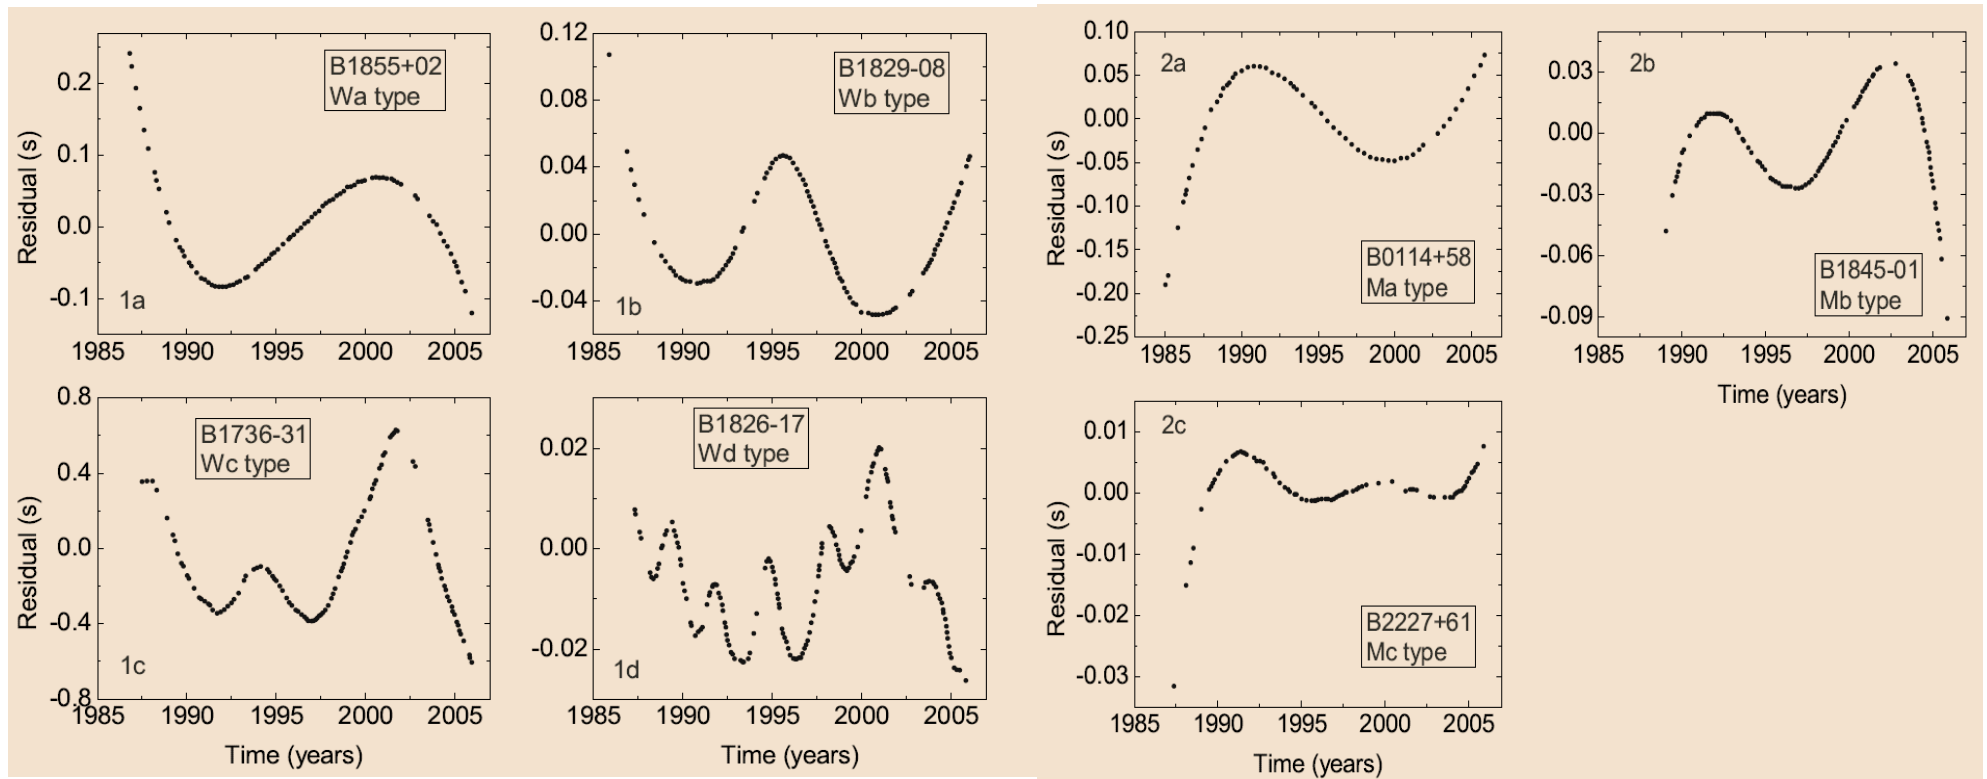 0.2
0.1
0.0
-0.1
Residual (s)
B1855+02
Wa type
1a
1985 1990 1995 2000 2005
0.12
0.08
0.04
0.00
-0.04
B1829-08
Wb type
1b
1985 1990 1995 2000 2005
0.10
0.05
0.00
-0.05
-0.10
-0.15
-0.20
-0.25
Residual (s)
2a
B0114+58
Ma type
1985 1990 1995 2000 2005
0.03
0.00
-0.03
-0.06
-0.09
2b
B1845-01
Mb type
1985 1990 1995 2000 2005
Time (years)
0.8
0.4
0.0
-0.4
-0.8
Residual (s)
B1736-31
Wc type
1c
1985 1990 1995 2000 2005
Time (years)
0.02
0.00
-0.02
B1826-17
Wd type
1d
1985 1990 1995 2000 2005
Time (years)
0.01
0.00
-0.01
-0.02
-0.03
Residual (s)
2c
B2227+61
Mc type
1985 1990 1995 2000 2005
Time (years)